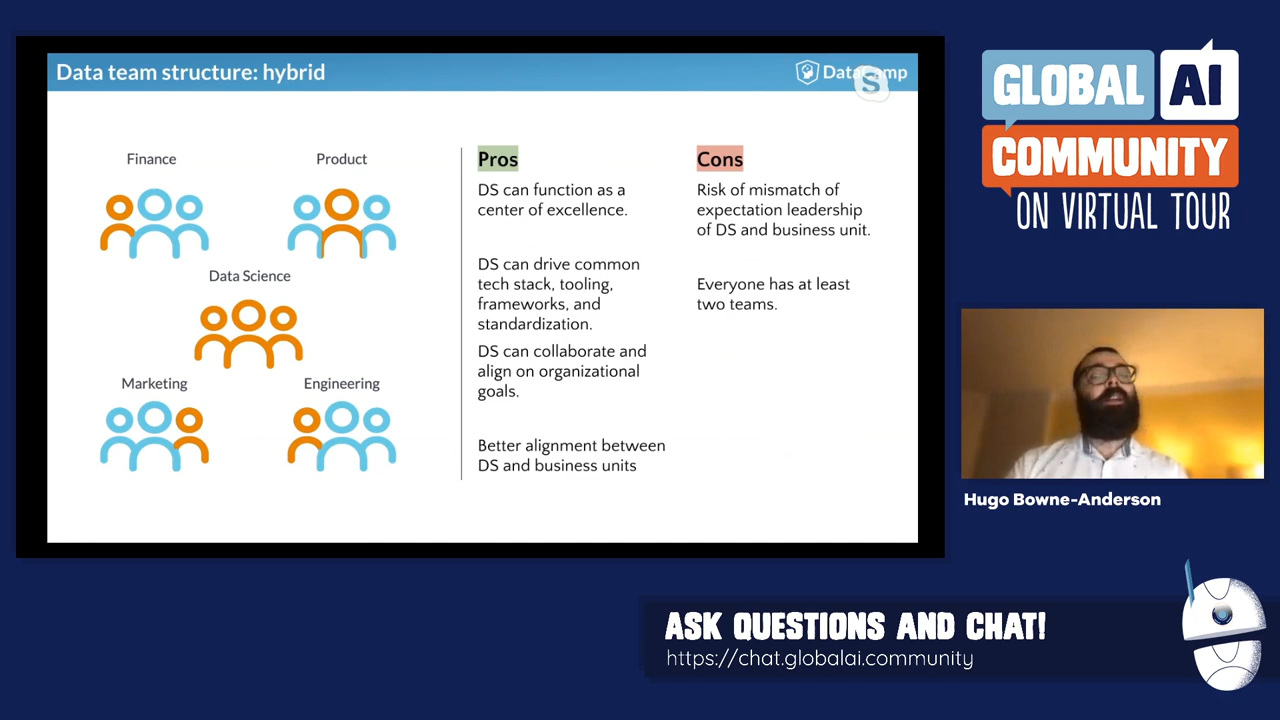 Data team structure: hybrid
DataCamp
Finance
Product
Data Science
Marketing
Engineering
Pros
DS can function as a
center of excellence.
DS can drive common
tech stack, tooling,
frameworks, and
standardization.
DS can collaborate and
align on organizational
goals.
Better alignment between
DS and business units
Cons
Risk of mismatch of
expectation leadership
of DS and business unit.
Everyone has at least
two teams.
GLOBAL AI
COMMUNITY
ON VIRTUAL TOUR
Hugo Bowne-Anderson
ASK QUESTIONS AND CHAT!
https://chat.globalai.community